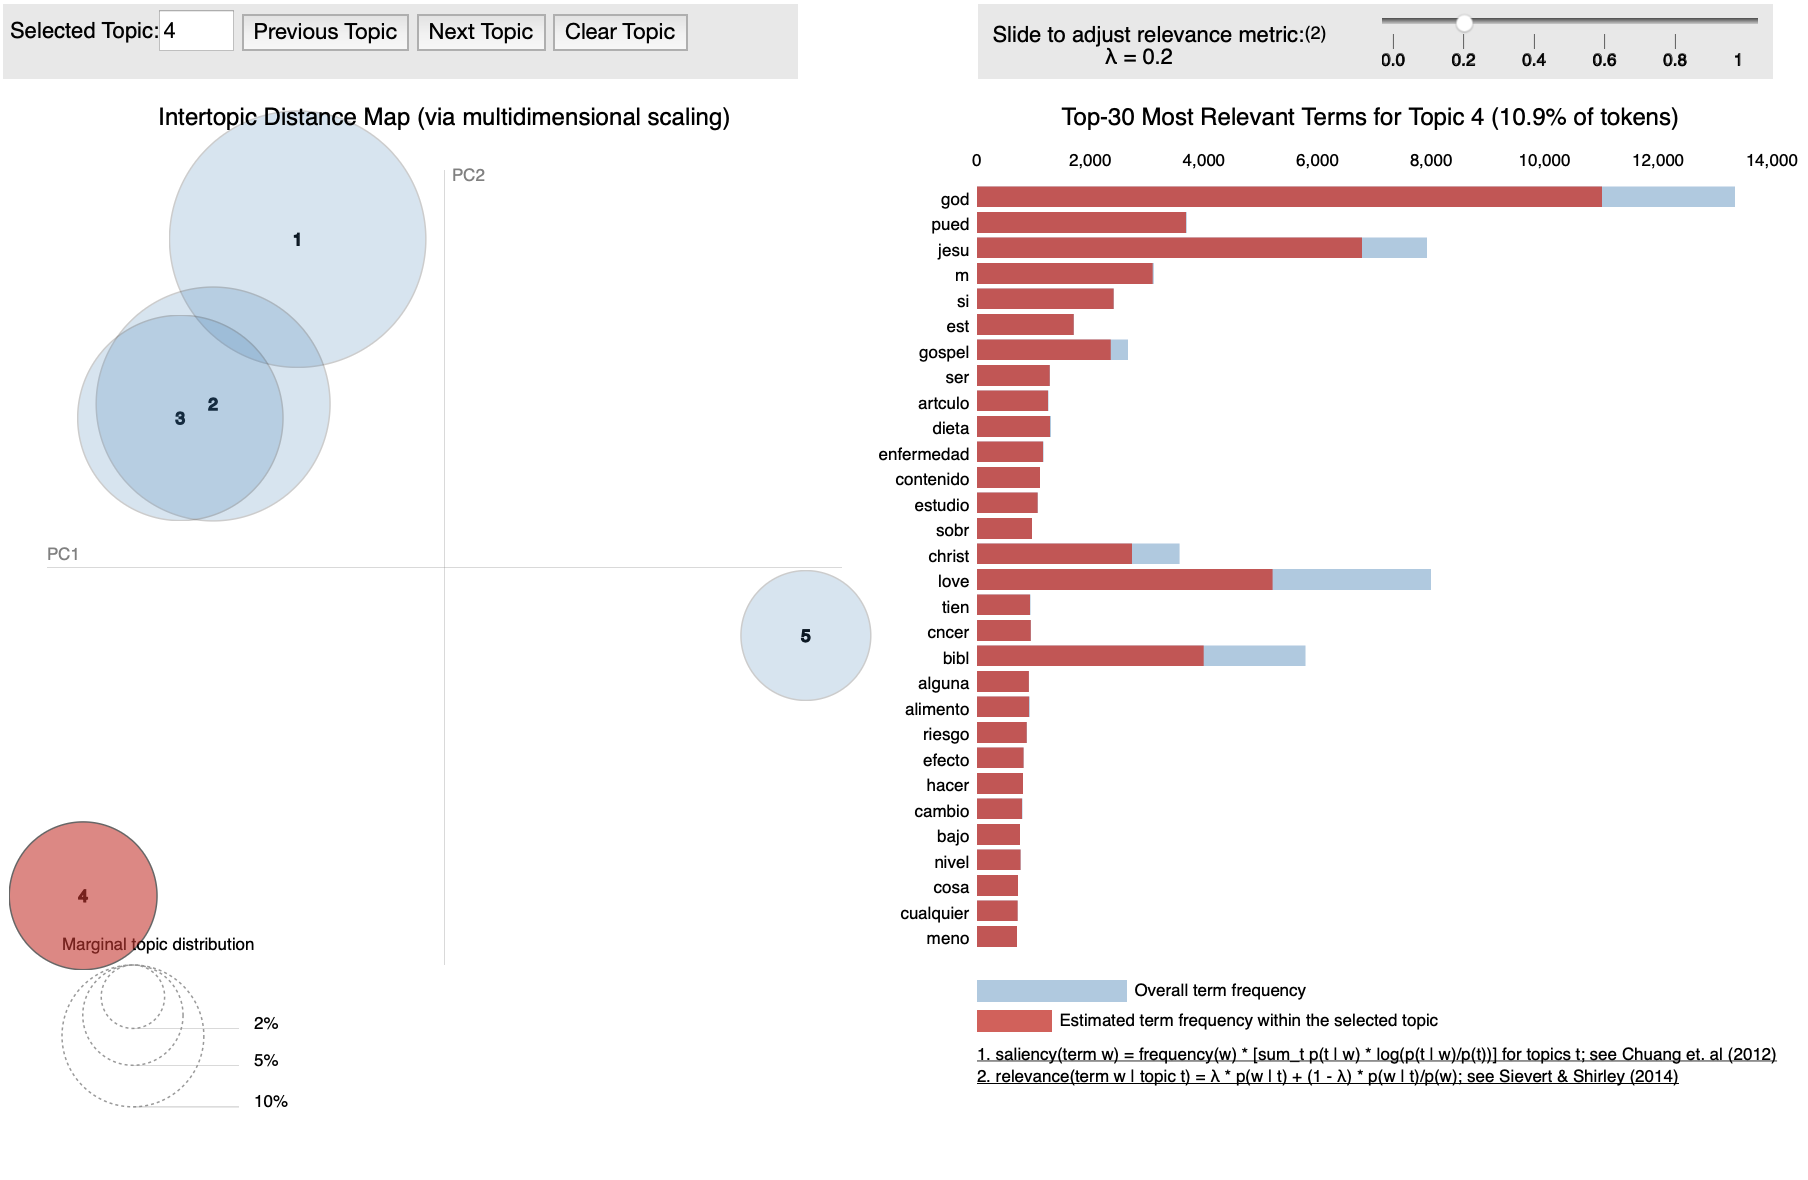 Selected Topic: 4 Previous Topic Next Topic Clear Topic
Slide to adjust relevance metric:(2)
λ = 0.2
0.0 0.2 0.4 0.6 0.8 1
Intertopic Distance Map (via multidimensional scaling)
PC2
1
2
3
PC1
5
4
Marginal topic distribution
2%
5%
10%
Top-30 Most Relevant Terms for Topic 4 (10.9% of tokens)
0 2,000 4,000 6,000 8,000 10,000 12,000 14,000
god
pued
jesu
m
si
est
gospel
ser
artculo
dieta
enfermedad
contenido
estudio
sobr
christ
love
tien
cncer
bibl
alguna
alimento
riesgo
efecto
hacer
cambio
bajo
nivel
cosa
cualquier
meno
Overall term frequency
Estimated term frequency within the selected topic
1. saliency(term w) = frequency(w) * [sum_t p(t | w) * log(p(t | w)/p(t))] for topics t; see Chuang et. al (2012)
2. relevance(term w | topic t) = λ * p(w | t) + (1 - λ) * p(w | t)/p(w); see Sievert & Shirley (2014)